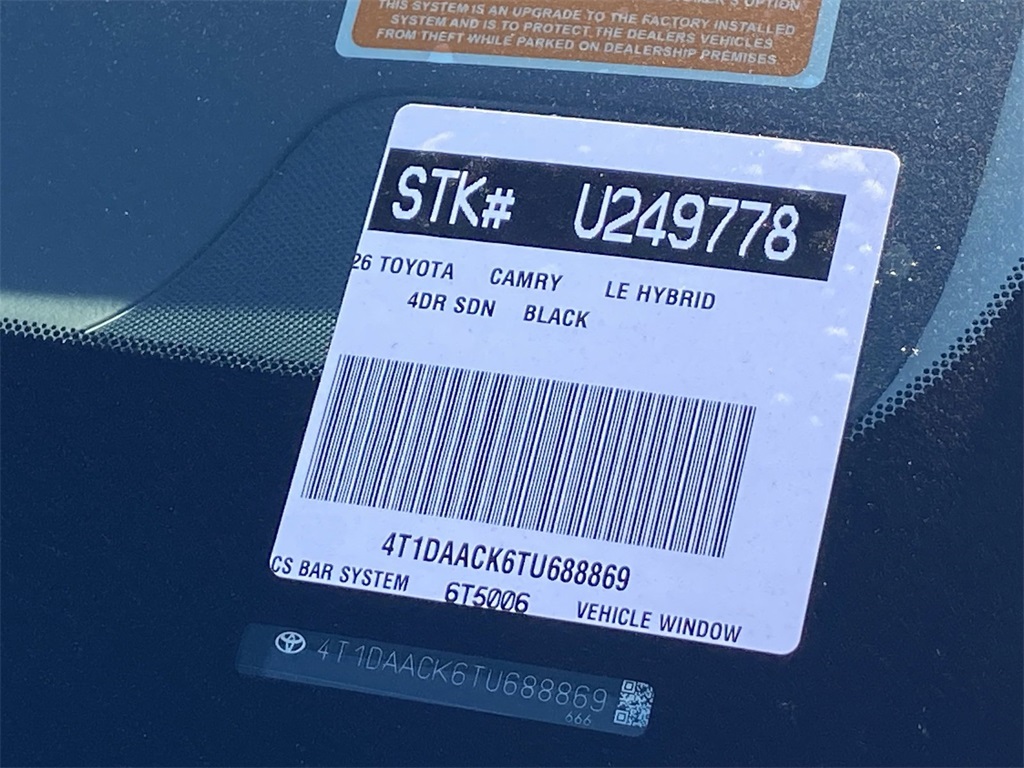 'S OPTION
THIS SYSTEM IS AN UPGRADE TO THE FACTORY INSTALLED
SYSTEM AND IS TO PROTECT THE DEALERS VEHICLES
FROM THEFT WHILE PARKED ON DEALERSHIP PREMISES
STK# U249778
26 TOYOTA CAMRY LE HYBRID
4DR SDN BLACK
4T1DAACK6TU688869
CS BAR SYSTEM 6T5006 VEHICLE WINDOW
4T1DAACK6TU688869
666